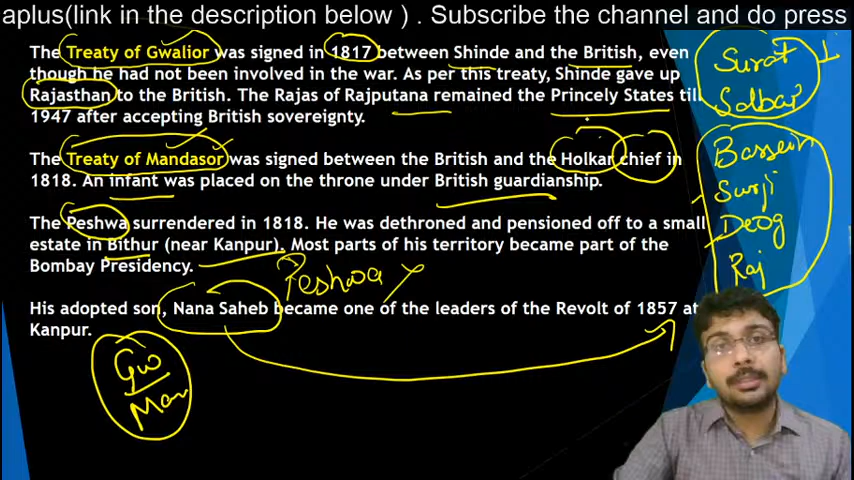 aplus(link in the description below ) . Subscribe the channel and do press
The Treaty of Gwalior was signed in 1817 between Shinde and the British, even
though he had not been involved in the war. As per this treaty, Shinde gave up
Rajasthan to the British. The Rajas of Rajputana remained the Princely States till
1947 after accepting British sovereignty.
The Treaty of Mandasor was signed between the British and the Holkar chief in
1818. An infant was placed on the throne under British guardianship.
The Peshwa surrendered in 1818. He was dethroned and pensioned off to a small
estate in Bithur (near Kanpur). Most parts of his territory became part of the
Bombay Presidency.
Peshwa
His adopted son, Nana Saheb became one of the leaders of the Revolt of 1857 at
Kanpur.
Gw
Man
Surat
Salbai
Bassein
Surji
Deog
Raj